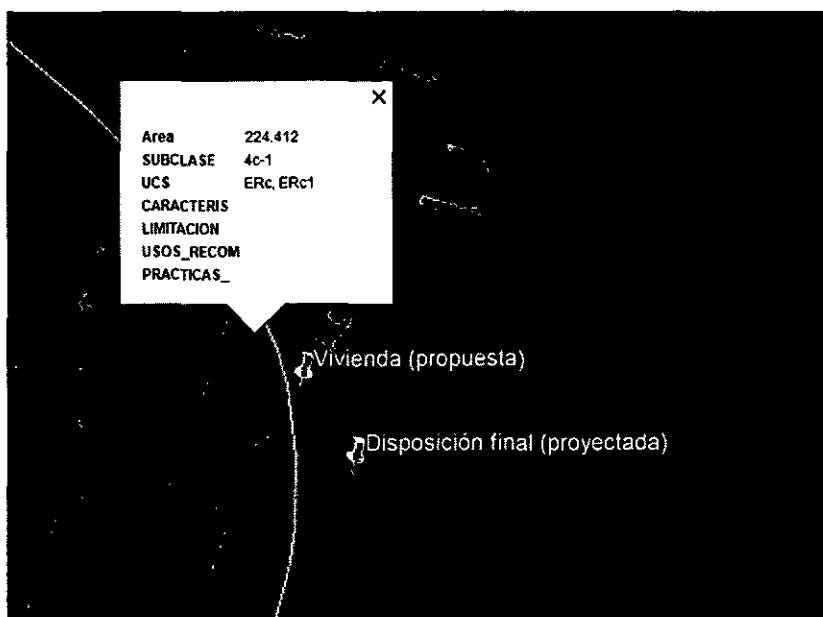 Area 224.412
SUBCLASE 4c-1
UCS ERc, ERc1
CARACTERIS
LIMITACION
USOS_RECOM
PRACTICAS_
Vivienda (propuesta)
Disposición final (proyectada)